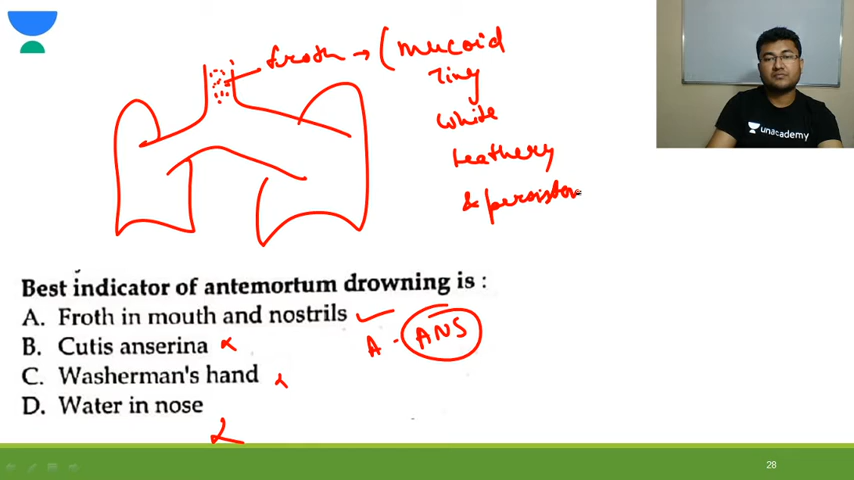 froth → (mucoid
Tiny
white
leathery
& persistent
unacademy
Best indicator of antemortum drowning is :
A. Froth in mouth and nostrils ✓
A - ANS
B. Cutis anserina
C. Washerman's hand
D. Water in nose
28